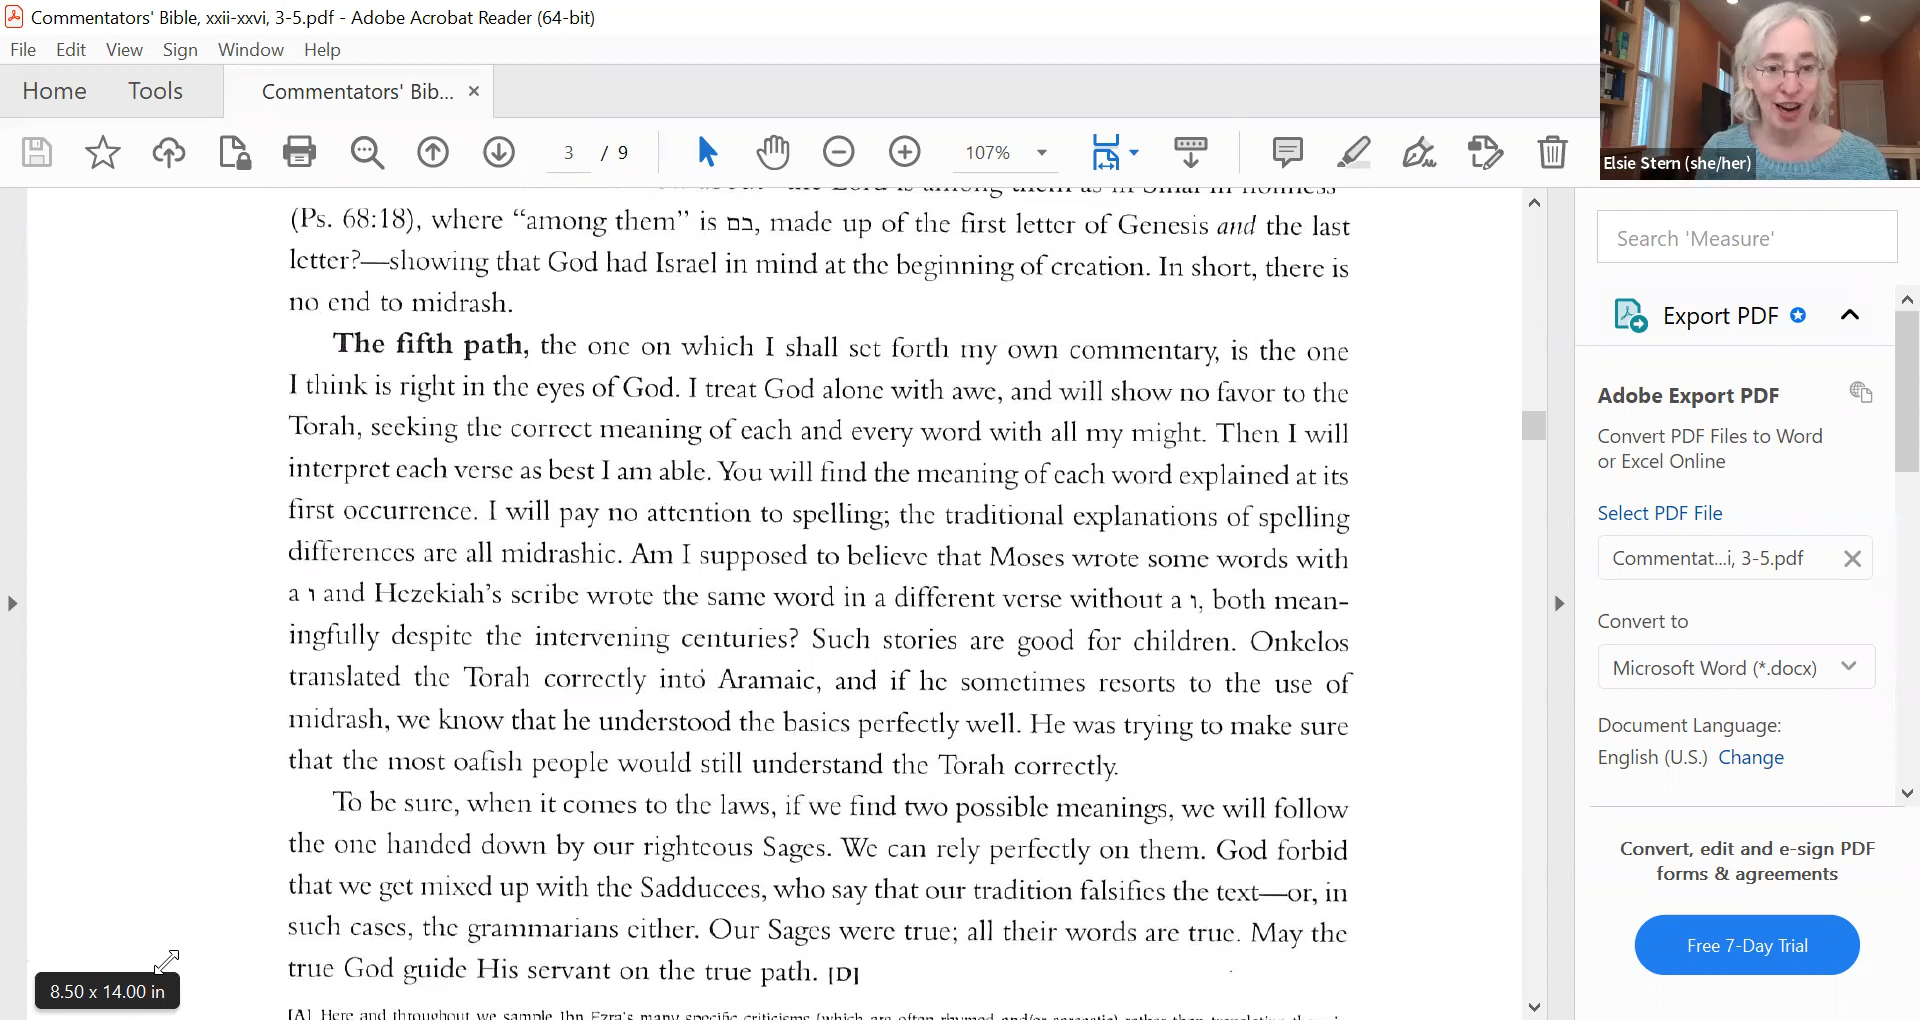 Commentators' Bible, xxii-xxvi, 3-5.pdf - Adobe Acrobat Reader (64-bit)
File Edit View Sign Window Help
Home Tools Commentators' Bib... ×
3 / 9 107%
Elsie Stern (she/her)
(Ps. 68:18), where “among them” is בם, made up of the first letter of Genesis and the last
letter?—showing that God had Israel in mind at the beginning of creation. In short, there is
no end to midrash.
The fifth path, the one on which I shall set forth my own commentary, is the one
I think is right in the eyes of God. I treat God alone with awe, and will show no favor to the
Torah, seeking the correct meaning of each and every word with all my might. Then I will
interpret each verse as best I am able. You will find the meaning of each word explained at its
first occurrence. I will pay no attention to spelling; the traditional explanations of spelling
differences are all midrashic. Am I supposed to believe that Moses wrote some words with
a ו and Hezekiah’s scribe wrote the same word in a different verse without a ו, both mean-
ingfully despite the intervening centuries? Such stories are good for children. Onkelos
translated the Torah correctly into Aramaic, and if he sometimes resorts to the use of
midrash, we know that he understood the basics perfectly well. He was trying to make sure
that the most oafish people would still understand the Torah correctly.
To be sure, when it comes to the laws, if we find two possible meanings, we will follow
the one handed down by our righteous Sages. We can rely perfectly on them. God forbid
that we get mixed up with the Sadducees, who say that our tradition falsifies the text—or, in
such cases, the grammarians either. Our Sages were true; all their words are true. May the
true God guide His servant on the true path. [D]
8.50 x 14.00 in
Search 'Measure'
Export PDF
Adobe Export PDF
Convert PDF Files to Word
or Excel Online
Select PDF File
Commentat...i, 3-5.pdf
Convert to
Microsoft Word (*.docx)
Document Language:
English (U.S.) Change
Convert, edit and e-sign PDF
forms & agreements
Free 7-Day Trial